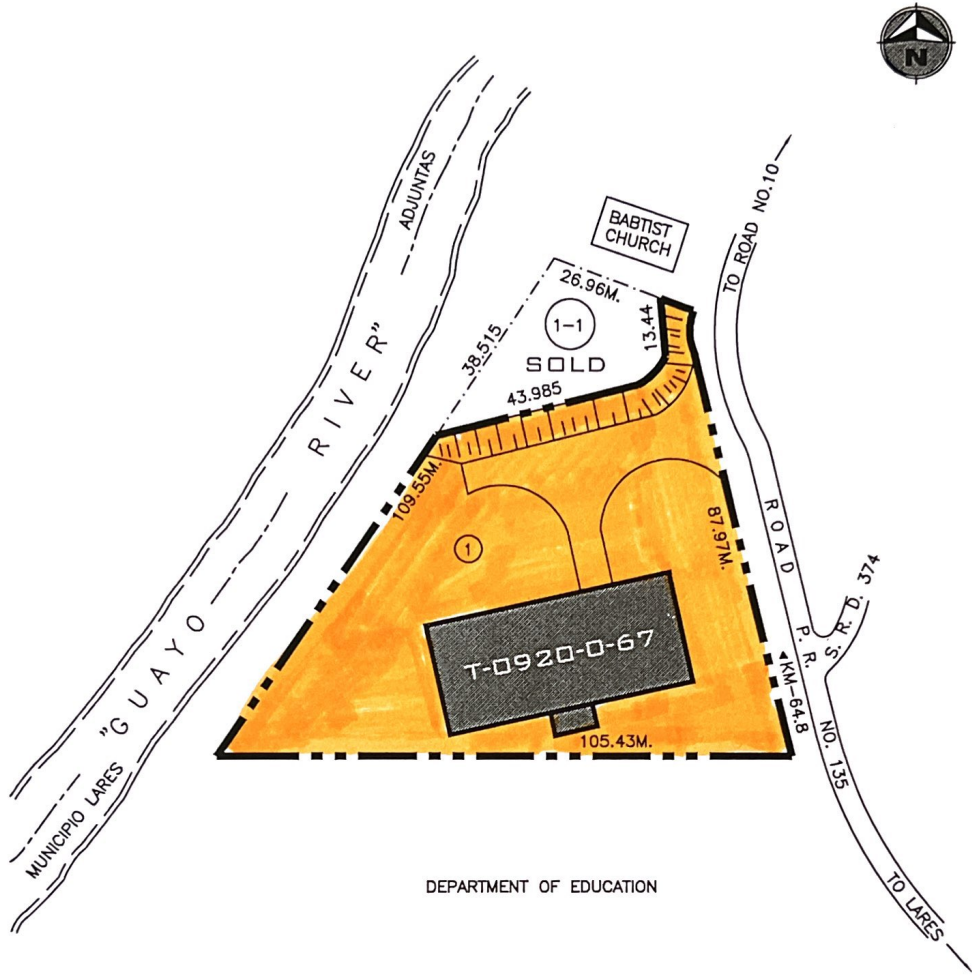 N
ADJUNTAS
BABTIST
CHURCH
TO ROAD NO.10
26.96M.
1-1
SOLD
13.44
38.515
43.985
"GUAYO RIVER"
109.55M.
1
87.97M.
ROAD P. R. NO. 135
S. R. D. 374
T-0920-0-67
KM-64.8
105.43M.
MUNICIPIO LARES
TO LARES
DEPARTMENT OF EDUCATION